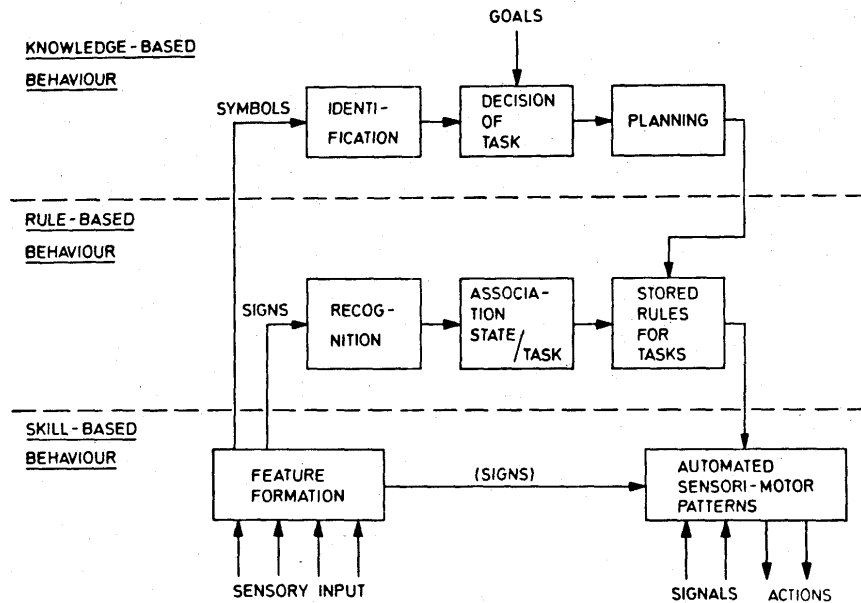 GOALS
KNOWLEDGE-BASED
BEHAVIOUR
SYMBOLS
IDENTI-
FICATION
DECISION
OF
TASK
PLANNING
RULE-BASED
BEHAVIOUR
SIGNS
RECOG-
NITION
ASSOCIA-
TION
STATE
/TASK
STORED
RULES
FOR
TASKS
SKILL-BASED
BEHAVIOUR
FEATURE
FORMATION
(SIGNS)
AUTOMATED
SENSORI-MOTOR
PATTERNS
SENSORY INPUT
SIGNALS
ACTIONS